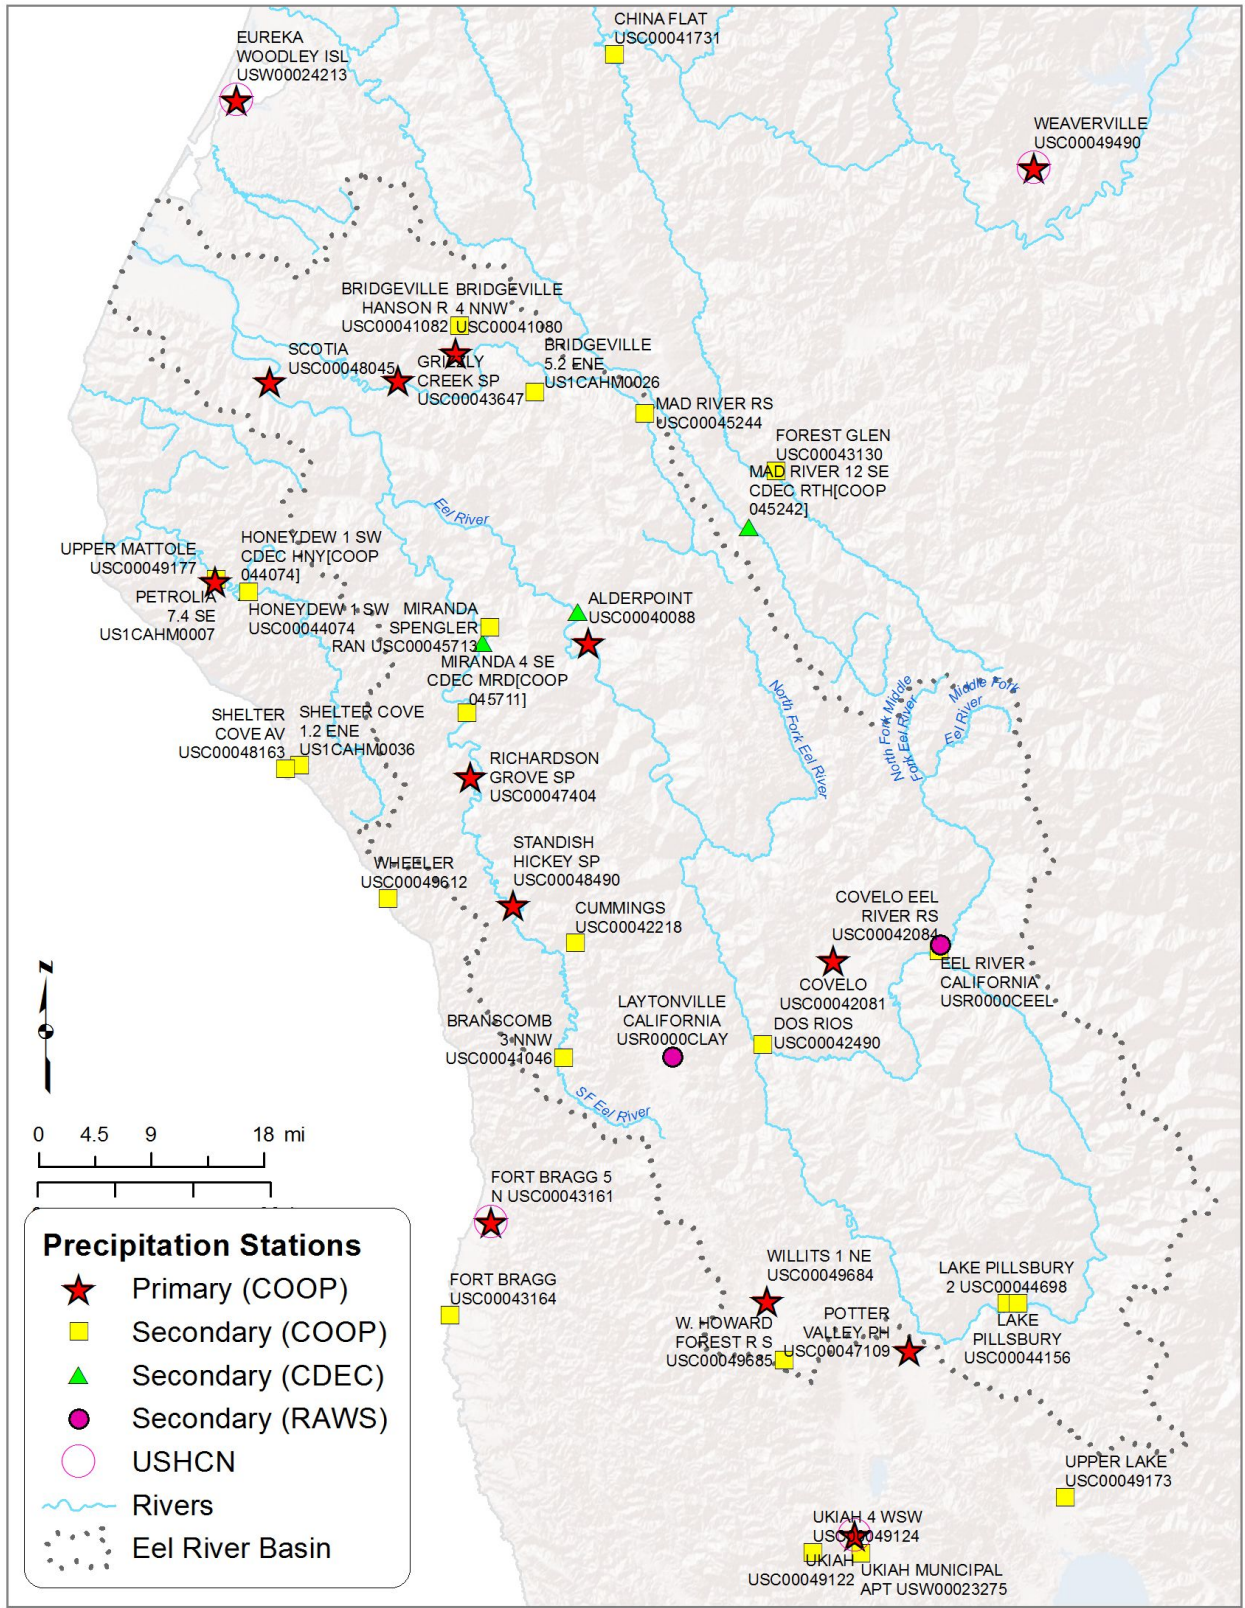 CHINA FLAT
USC00041731
EUREKA
WOODLEY ISL
USW00024213
WEAVERVILLE
USC00049490
BRIDGEVILLE
HANSON R
USC00041082
BRIDGEVILLE
4 NNW
USC00041080
BRIDGEVILLE
5.2 ENE
US1CAHM0026
SCOTIA
USC00048045
GRIZZLY
CREEK SP
USC00043647
MAD RIVER RS
USC00045244
FOREST GLEN
USC00043130
MAD RIVER 12 SE
CDEC RTH[COOP
045242]
Eel River
UPPER MATTOLE
USC00049177
HONEYDEW 1 SW
CDEC HNY[COOP
044074]
PETROLIA
7.4 SE
US1CAHM0007
HONEYDEW 1 SW
USC00044074
MIRANDA
SPENGLER
RAN USC00045713
ALDERPOINT
USC00040088
MIRANDA 4 SE
CDEC MRD[COOP
045711]
North Fork Eel River
North Fork Middle
Fork Eel River
Middle Fork
Eel River
SHELTER
COVE AV
USC00048163
SHELTER COVE
1.2 ENE
US1CAHM0036
RICHARDSON
GROVE SP
USC00047404
STANDISH
HICKEY SP
USC00048490
WHEELER
USC00049612
CUMMINGS
USC00042218
COVELO EEL
RIVER RS
USC00042084
EEL RIVER
CALIFORNIA
USR0000CEEL
COVELO
USC00042081
LAYTONVILLE
CALIFORNIA
USR0000CLAY
DOS RIOS
USC00042490
BRANSCOMB
3 NNW
USC00041046
SF Eel River
Z
0 4.5 9 18 mi
FORT BRAGG 5
N USC00043161
FORT BRAGG
USC00043164
WILLITS 1 NE
USC00049684
LAKE PILLSBURY
2 USC00044698
W. HOWARD
FOREST R S
USC00049685
POTTER
VALLEY PH
USC00047109
LAKE
PILLSBURY
USC00044156
UPPER LAKE
USC00049173
UKIAH 4 WSW
USC00049124
UKIAH
USC00049122
UKIAH MUNICIPAL
APT USW00023275
Precipitation Stations
Primary (COOP)
Secondary (COOP)
Secondary (CDEC)
Secondary (RAWS)
USHCN
Rivers
Eel River Basin